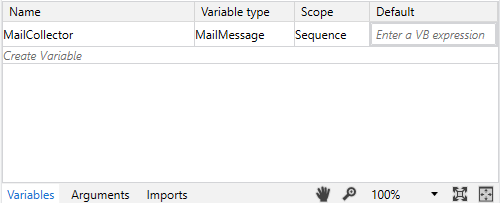 Name Variable type Scope Default
MailCollector MailMessage Sequence Enter a VB expression
Create Variable
Variables Arguments Imports 100%